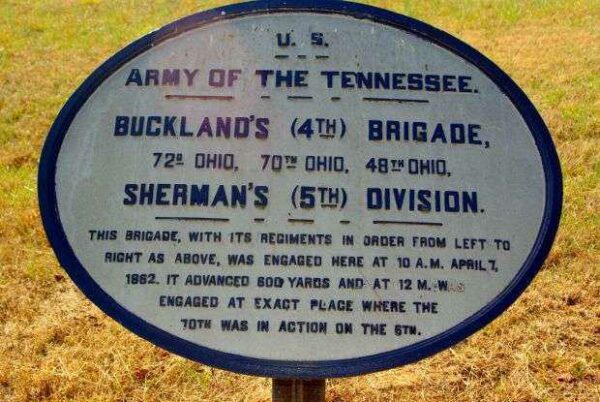 U. S.
ARMY OF THE TENNESSEE.
BUCKLAND'S (4TH) BRIGADE,
72D OHIO, 70TH OHIO, 48TH OHIO,
SHERMAN'S (5TH) DIVISION.
THIS BRIGADE, WITH ITS REGIMENTS IN ORDER FROM LEFT TO
RIGHT AS ABOVE, WAS ENGAGED HERE AT 10 A.M. APRIL 7,
1862. IT ADVANCED 600 YARDS AND AT 12 M. WAS
ENGAGED AT EXACT PLACE WHERE THE
70TH WAS IN ACTION ON THE 6TH.